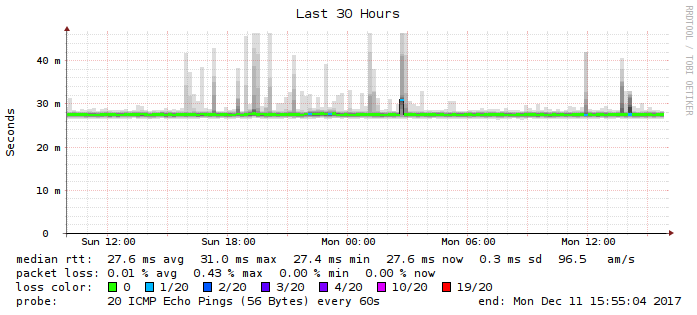 Last 30 Hours
RRDTOOL / TOBI OETIKER
Seconds
40 m
30 m
20 m
10 m
0
Sun 12:00 Sun 18:00 Mon 00:00 Mon 06:00 Mon 12:00
median rtt: 27.6 ms avg 31.0 ms max 27.4 ms min 27.6 ms now 0.3 ms sd 96.5 am/s
packet loss: 0.01 % avg 0.43 % max 0.00 % min 0.00 % now
loss color: 0 1/20 2/20 3/20 4/20 10/20 19/20
probe: 20 ICMP Echo Pings (56 Bytes) every 60s end: Mon Dec 11 15:55:04 2017